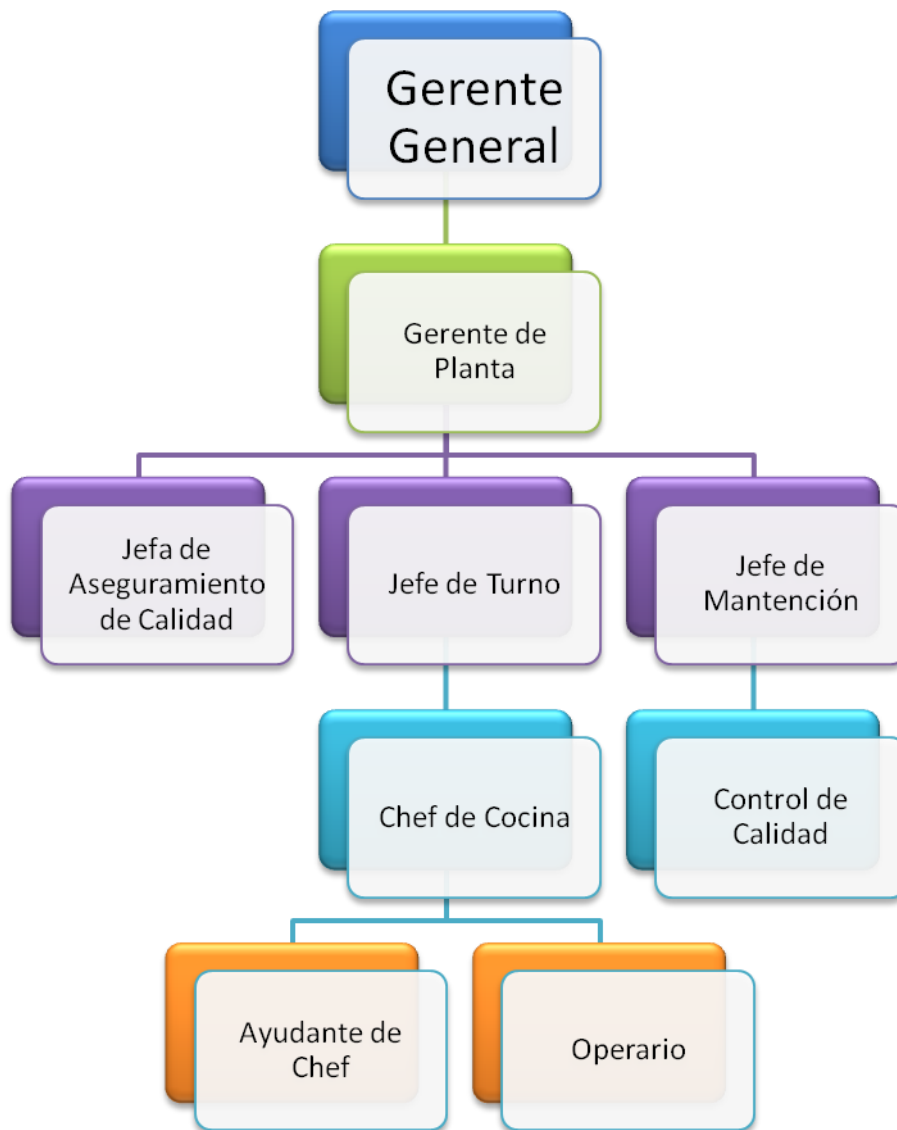 Gerente
General
Gerente de
Planta
Jefa de
Aseguramiento
de Calidad
Jefe de Turno
Jefe de
Mantención
Chef de Cocina
Control de
Calidad
Ayudante de
Chef
Operario